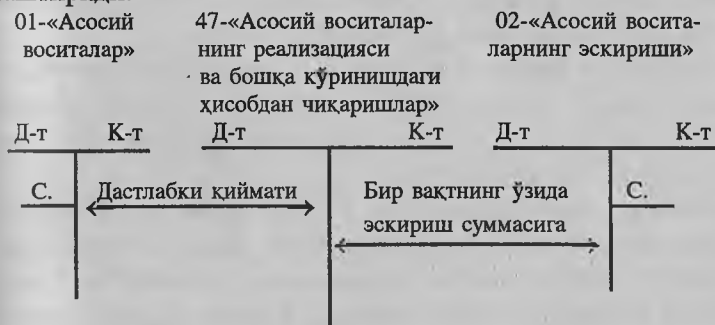 01-«Асосий
воситалар»
47-«Асосий воситалар-
нинг реализацияси
ва бошқа кўринишдаги
ҳисобдан чиқаришлар»
02-«Асосий восита-
ларнинг эскириши»
Д-т К-т
Д-т К-т
Д-т К-т
С. Дастлабки қиймати
Бир вақтнинг ўзида
эскириш суммасига
С.